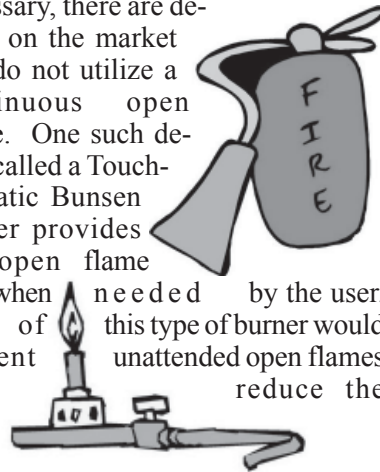 ssary, there are de-
on the market
do not utilize a
inuous open
e. One such de-
called a Touch-
atic Bunsen
er provides
open flame
when needed by the user.
of this type of burner would
ent unattended open flames
reduce the
FIRE